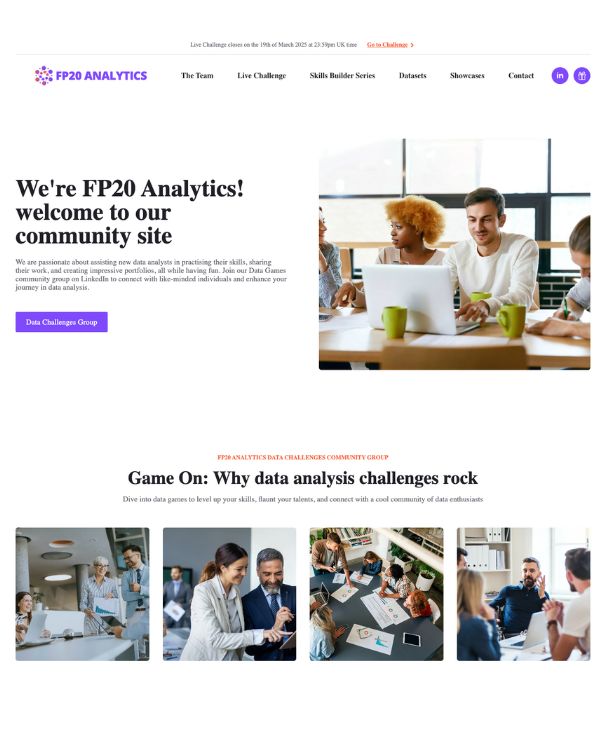 Live Challenge closes on the 19th of March 2025 at 23:59pm UK time Go to Challenge
FP20 ANALYTICS The Team Live Challenge Skills Builder Series Datasets Showcases Contact in
We're FP20 Analytics!
welcome to our
community site
We are passionate about assisting new data analysts in practising their skills, sharing
their work, and creating impressive portfolios, all while having fun. Join our Data Games
community group on LinkedIn to connect with like-minded individuals and enhance your
journey in data analysis.
Data Challenges Group
FP20 ANALYTICS DATA CHALLENGES COMMUNITY GROUP
Game On: Why data analysis challenges rock
Dive into data games to level up your skills, flaunt your talents, and connect with a cool community of data enthusiasts